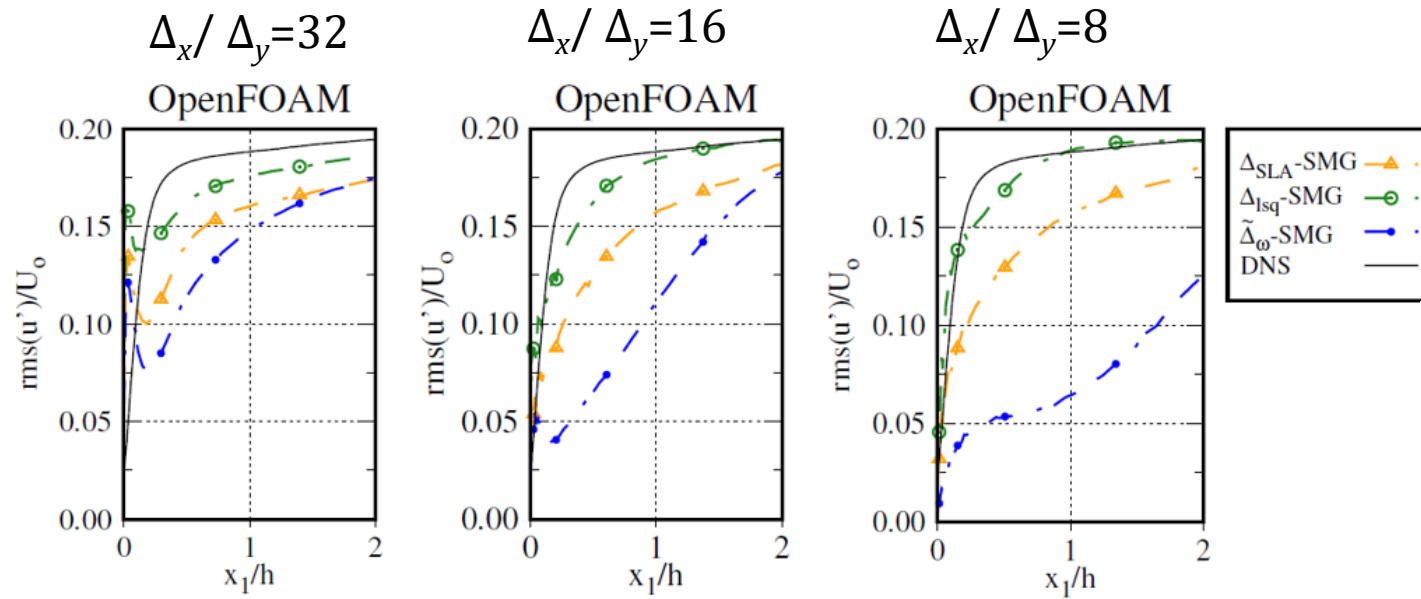 Δx/ Δy=32
Δx/ Δy=16
Δx/ Δy=8
OpenFOAM
OpenFOAM
OpenFOAM
rms(u')/Uo
0.20
0.15
0.10
0.05
0.00
0
1
2
x1/h
rms(u')/Uo
0.20
0.15
0.10
0.05
0.00
0
1
2
x1/h
rms(u')/Uo
0.20
0.15
0.10
0.05
0.00
0
1
2
x1/h
ΔSLA-SMG
Δlsq-SMG
Δ̃ω-SMG
DNS